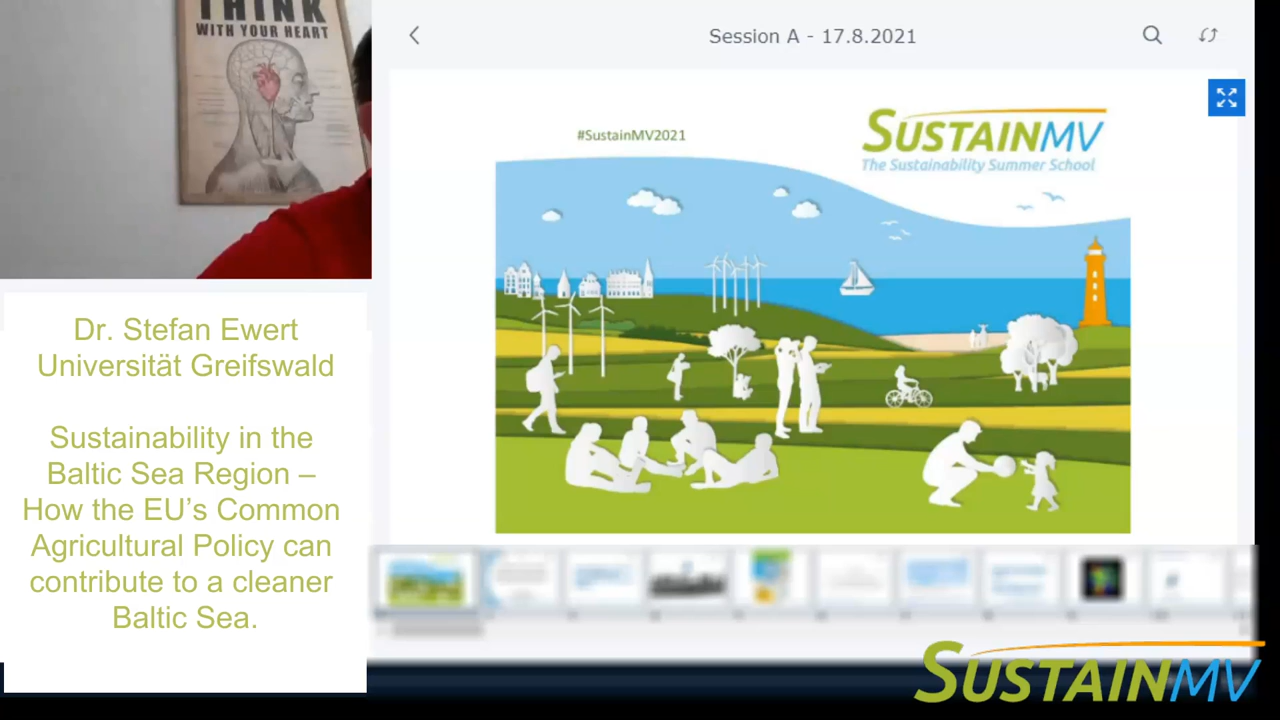 THINK
WITH YOUR HEART
Session A - 17.8.2021
#SustainMV2021
SUSTAINMV
The Sustainability Summer School
Dr. Stefan Ewert
Universität Greifswald
Sustainability in the
Baltic Sea Region –
How the EU’s Common
Agricultural Policy can
contribute to a cleaner
Baltic Sea.
SUSTAINMV